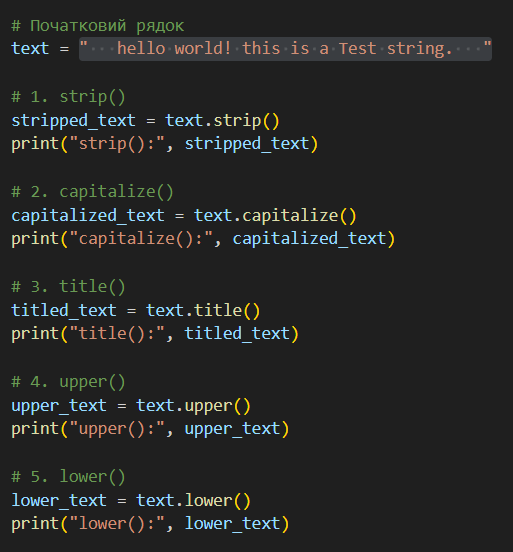 # Початковий рядок
text = "   hello world! this is a Test string.   "
# 1. strip()
stripped_text = text.strip()
print("strip():", stripped_text)
# 2. capitalize()
capitalized_text = text.capitalize()
print("capitalize():", capitalized_text)
# 3. title()
titled_text = text.title()
print("title():", titled_text)
# 4. upper()
upper_text = text.upper()
print("upper():", upper_text)
# 5. lower()
lower_text = text.lower()
print("lower():", lower_text)